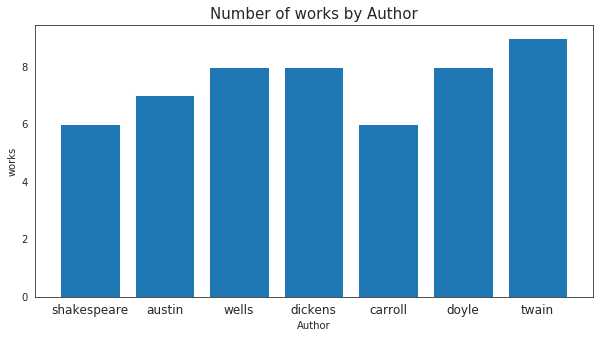 Number of works by Author
8
6
4
2
0
works
shakespeare austin wells dickens carroll doyle twain
Author